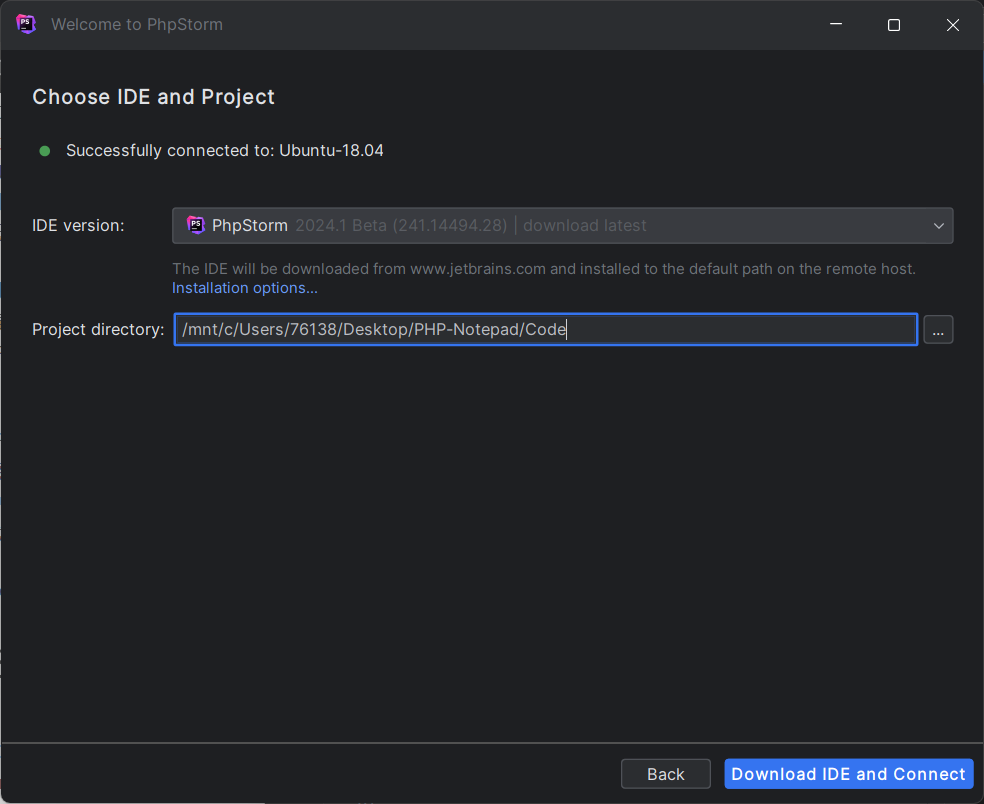 Welcome to PhpStorm
Choose IDE and Project
Successfully connected to: Ubuntu-18.04
IDE version:
PS PhpStorm 2024.1 Beta (241.14494.28) | download latest
The IDE will be downloaded from www.jetbrains.com and installed to the default path on the remote host.
Installation options...
Project directory: /mnt/c/Users/76138/Desktop/PHP-Notepad/Code ...
Back Download IDE and Connect